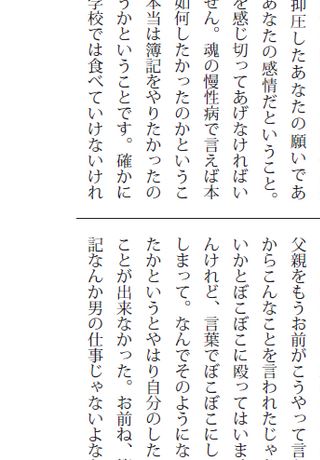 抑圧したあなたの願いであ
あなたの感情だということ。
を感じ切ってあげなければい
せん。魂の慢性病で言えば本
如何したかったのかというこ
本当は簿記をやりたかったの
うかということです。確かに
学校では食べていけないけれ
父親をもうお前がこうやって言
からこんなことを言われたじゃ
いかとぼこぼこに殴ってはいま
んけれど、言葉でぼこぼこにし
しまって。なんでそのようにな
たかというとやはり自分のした
ことが出来なかった。お前ね、
記なんか男の仕事じゃないよな